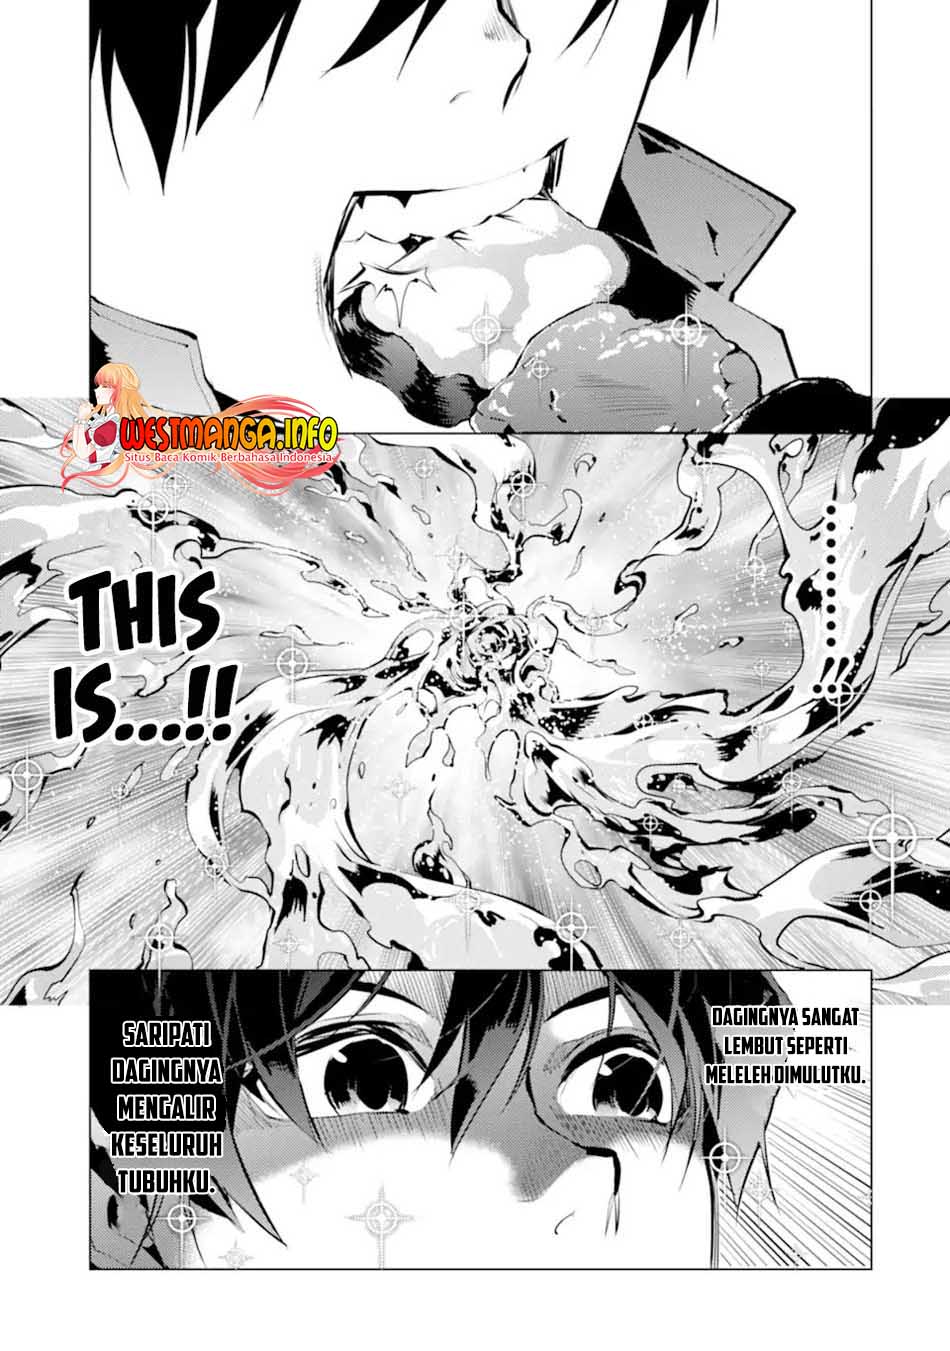 WESTMANGA.INFO
Situs Baca Komik Berbahasa Indonesia
.......!!
THIS
IS...!!
DAGINGNYA SANGAT
LEMBUT SEPERTI
MELELEH DIMULUTKU.
SARIPATI
DAGINGNYA
MENGALIR
KESELURUH
TUBUHKU.